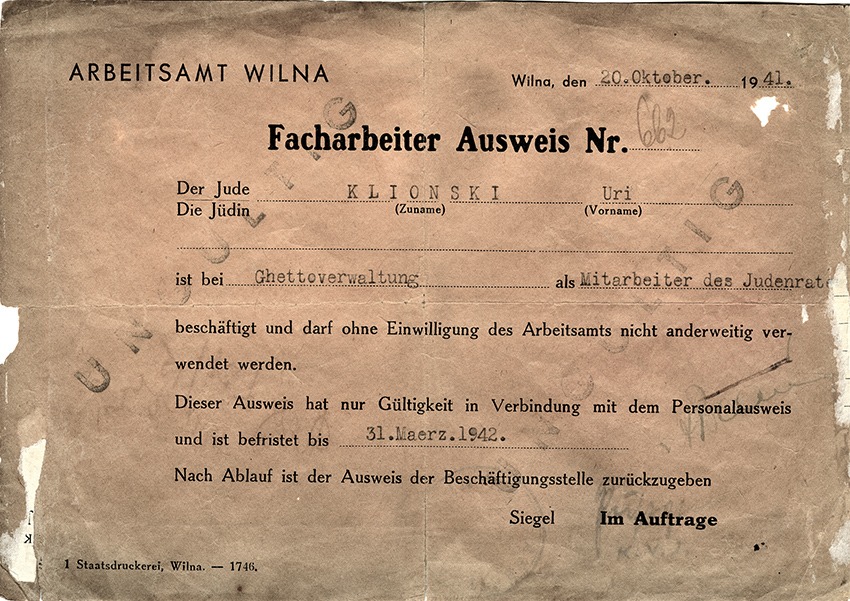 ARBEITSAMT WILNA
Wilna, den 20.Oktober. 1941.
Facharbeiter Ausweis Nr. 662
Der Jude KLIONSKI Uri
Die Jüdin (Zuname) (Vorname)
ist bei Ghettoverwaltung als Mitarbeiter des Judenrats
beschäftigt und darf ohne Einwilligung des Arbeitsamts nicht anderweitig ver-
wendet werden.
Dieser Ausweis hat nur Gültigkeit in Verbindung mit dem Personalausweis
und ist befristet bis 31.Maerz.1942.
Nach Ablauf ist der Ausweis der Beschäftigungsstelle zurückzugeben
Siegel Im Auftrage
1 Staatsdruckerei, Wilna. — 1746.
UNGÜLTIG
UNGÜLTIG